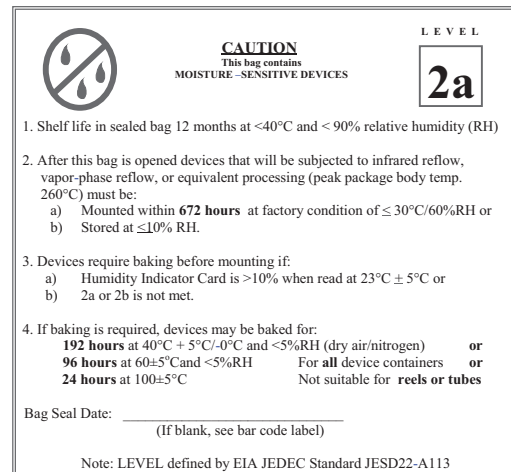 LEVEL
CAUTION
This bag contains
MOISTURE –SENSITIVE DEVICES
2a
1. Shelf life in sealed bag 12 months at <40°C and < 90% relative humidity (RH)
2. After this bag is opened devices that will be subjected to infrared reflow,
vapor-phase reflow, or equivalent processing (peak package body temp.
260°C) must be:
a) Mounted within 672 hours at factory condition of ≤ 30°C/60%RH or
b) Stored at ≤10% RH.
3. Devices require baking before mounting if:
a) Humidity Indicator Card is >10% when read at 23°C ± 5°C or
b) 2a or 2b is not met.
4. If baking is required, devices may be baked for:
192 hours at 40°C + 5°C/-0°C and <5%RH (dry air/nitrogen) or
96 hours at 60±5°Cand <5%RH For all device containers or
24 hours at 100±5°C Not suitable for reels or tubes
Bag Seal Date: ______________________________
(If blank, see bar code label)
Note: LEVEL defined by EIA JEDEC Standard JESD22-A113